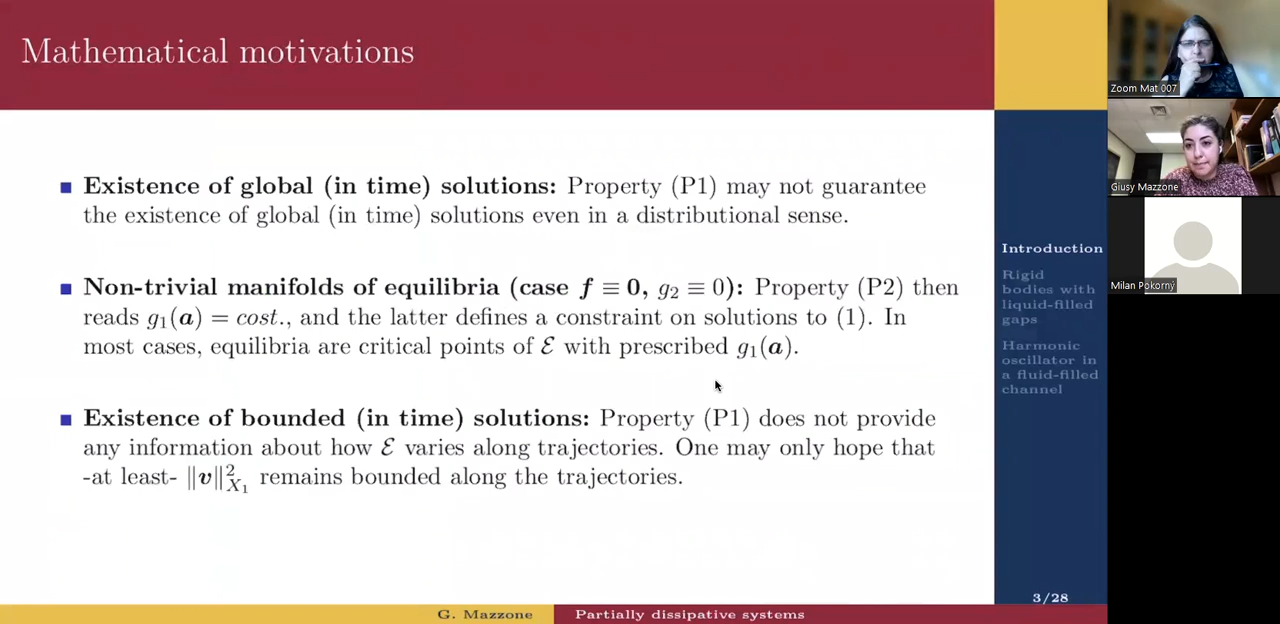 Mathematical motivations
■ Existence of global (in time) solutions: Property (P1) may not guarantee
the existence of global (in time) solutions even in a distributional sense.
■ Non-trivial manifolds of equilibria (case f ≡ 0, g₂ ≡ 0): Property (P2) then
reads g₁(a) = cost., and the latter defines a constraint on solutions to (1). In
most cases, equilibria are critical points of ℰ with prescribed g₁(a).
■ Existence of bounded (in time) solutions: Property (P1) does not provide
any information about how ℰ varies along trajectories. One may only hope that
-at least- ‖v‖²_{X₁} remains bounded along the trajectories.
Introduction
Rigid
bodies with
liquid-filled
gaps
Harmonic
oscillator in
a fluid-filled
channel
3/28
G. Mazzone
Partially dissipative systems
Zoom Mat 007
Giusy Mazzone
Milan Pokorný